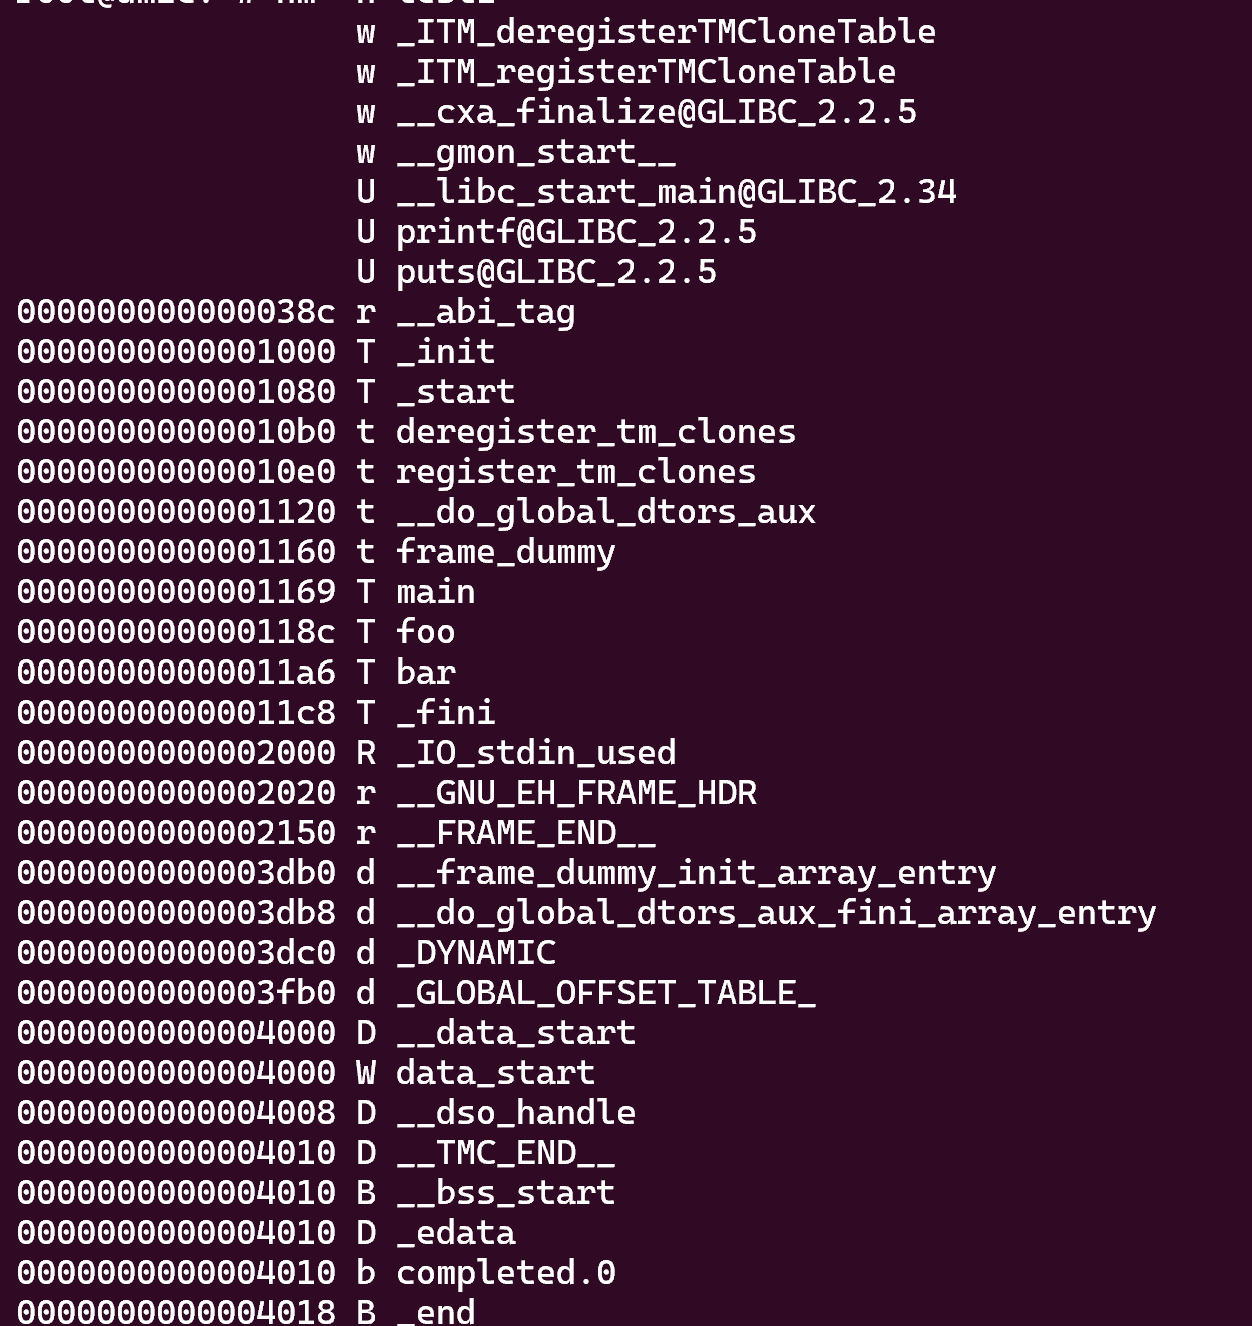 w _ITM_deregisterTMCloneTable
w _ITM_registerTMCloneTable
w __cxa_finalize@GLIBC_2.2.5
w __gmon_start__
U __libc_start_main@GLIBC_2.34
U printf@GLIBC_2.2.5
U puts@GLIBC_2.2.5
000000000000038c r __abi_tag
0000000000001000 T _init
0000000000001080 T _start
00000000000010b0 t deregister_tm_clones
00000000000010e0 t register_tm_clones
0000000000001120 t __do_global_dtors_aux
0000000000001160 t frame_dummy
0000000000001169 T main
000000000000118c T foo
00000000000011a6 T bar
00000000000011c8 T _fini
0000000000002000 R _IO_stdin_used
0000000000002020 r __GNU_EH_FRAME_HDR
0000000000002150 r __FRAME_END__
0000000000003db0 d __frame_dummy_init_array_entry
0000000000003db8 d __do_global_dtors_aux_fini_array_entry
0000000000003dc0 d _DYNAMIC
0000000000003fb0 d _GLOBAL_OFFSET_TABLE_
0000000000004000 D __data_start
0000000000004000 W data_start
0000000000004008 D __dso_handle
0000000000004010 D __TMC_END__
0000000000004010 B __bss_start
0000000000004010 D _edata
0000000000004010 b completed.0
0000000000004018 B _end